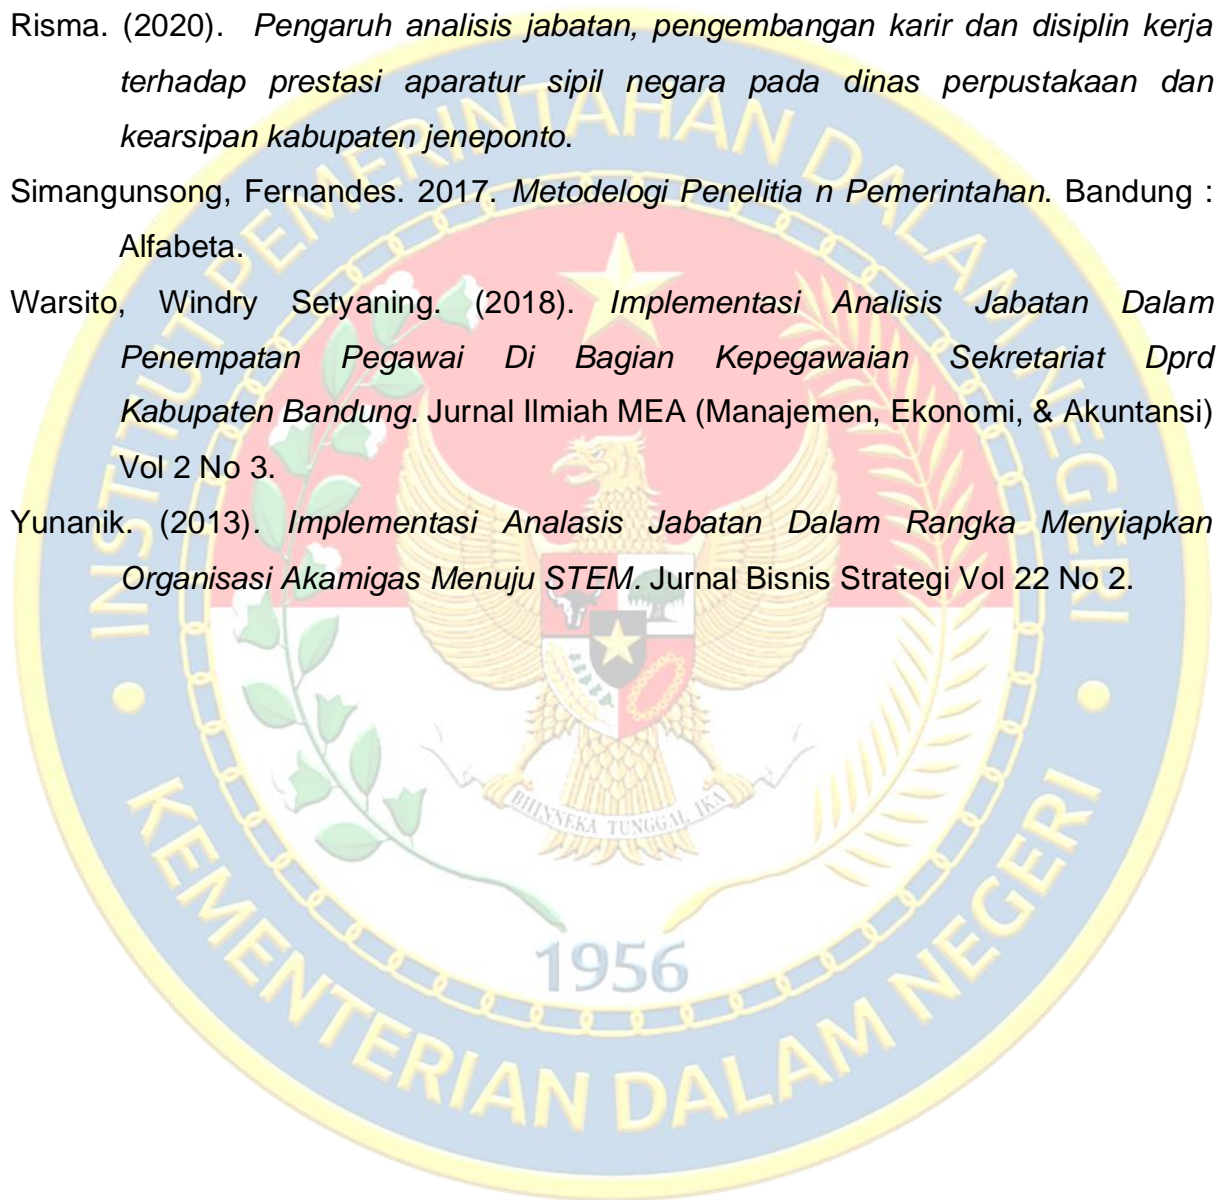 Risma. (2020). Pengaruh analisis jabatan, pengembangan karir dan disiplin kerja
terhadap prestasi aparatur sipil negara pada dinas perpustakaan dan
kearsipan kabupaten jeneponto.
Simangunsong, Fernandes. 2017. Metodelogi Penelitia n Pemerintahan. Bandung :
Alfabeta.
Warsito, Windry Setyaning. (2018). Implementasi Analisis Jabatan Dalam
Penempatan Pegawai Di Bagian Kepegawaian Sekretariat Dprd
Kabupaten Bandung. Jurnal Ilmiah MEA (Manajemen, Ekonomi, & Akuntansi)
Vol 2 No 3.
Yunanik. (2013). Implementasi Analasis Jabatan Dalam Rangka Menyiapkan
Organisasi Akamigas Menuju STEM. Jurnal Bisnis Strategi Vol 22 No 2.
INSTITUT PEMERINTAHAN DALAM NEGERI
BHINNEKA TUNGGAL IKA
1956
KEMENTERIAN DALAM NEGERI